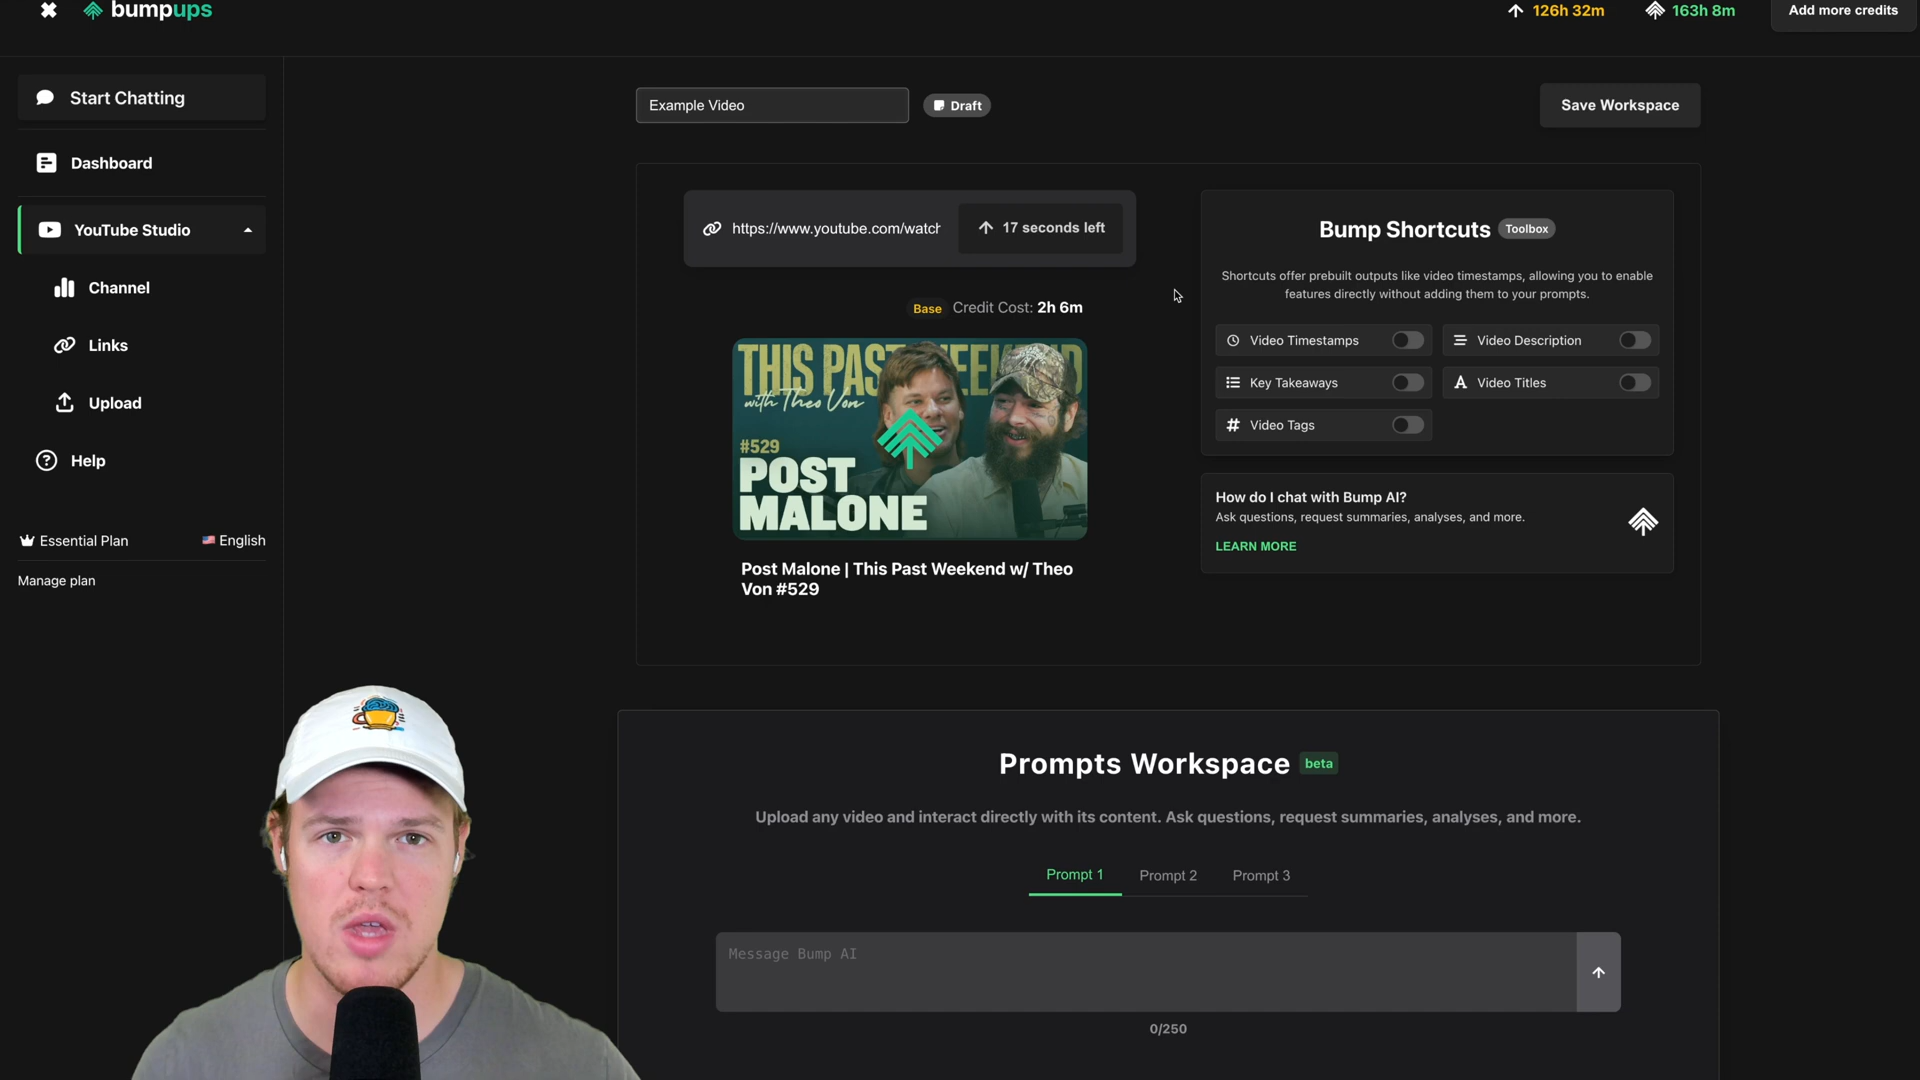 bumpups
126h 32m
163h 8m
Add more credits
Start Chatting
Dashboard
YouTube Studio
Channel
Links
Upload
Help
Essential Plan
English
Manage plan
Example Video
Draft
Save Workspace
https://www.youtube.com/watch
17 seconds left
Base Credit Cost: 2h 6m
THIS PAST WEEKEND
with Theo Von
#529
POST
MALONE
Post Malone | This Past Weekend w/ Theo
Von #529
Bump Shortcuts Toolbox
Shortcuts offer prebuilt outputs like video timestamps, allowing you to enable
features directly without adding them to your prompts.
Video Timestamps
Video Description
Key Takeaways
Video Titles
Video Tags
How do I chat with Bump AI?
Ask questions, request summaries, analyses, and more.
LEARN MORE
Prompts Workspace beta
Upload any video and interact directly with its content. Ask questions, request summaries, analyses, and more.
Prompt 1
Prompt 2
Prompt 3
Message Bump AI
0/250